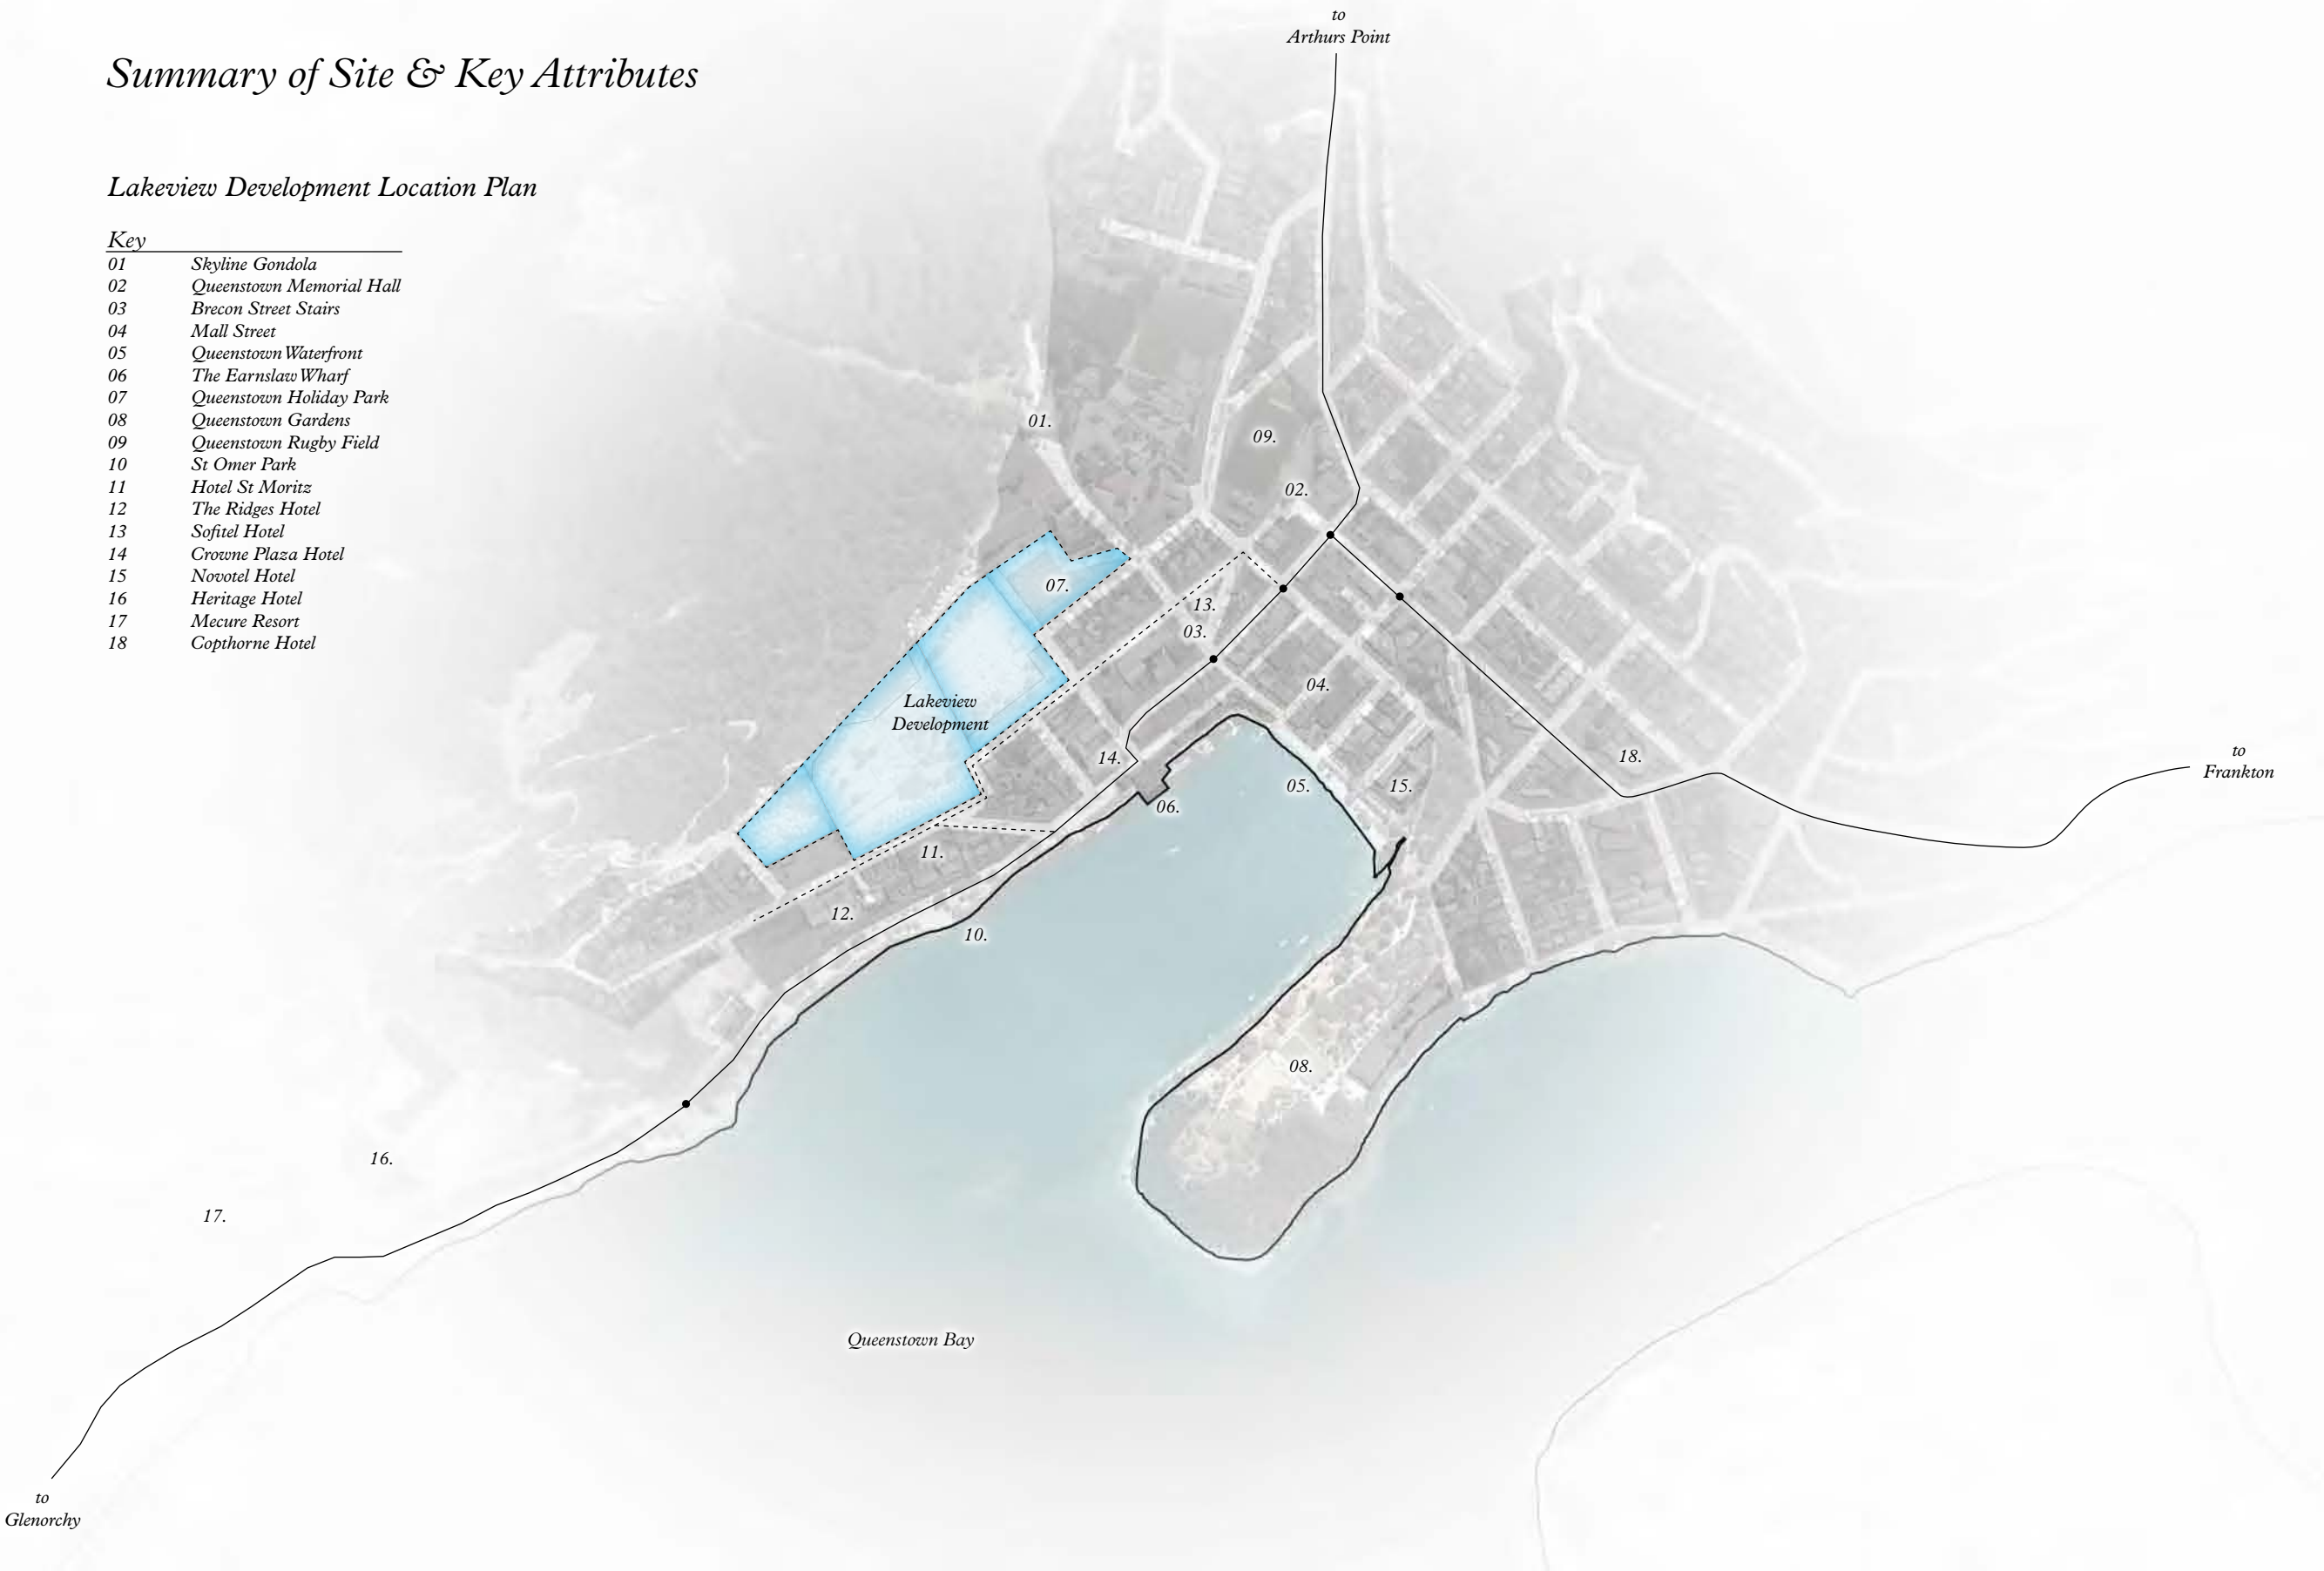 to
Arthurs Point
Summary of Site & Key Attributes
Lakeview Development Location Plan
Key
01 Skyline Gondola
02 Queenstown Memorial Hall
03 Brecon Street Stairs
04 Mall Street
05 Queenstown Waterfront
06 The Earnslaw Wharf
07 Queenstown Holiday Park
08 Queenstown Gardens
09 Queenstown Rugby Field
10 St Omer Park
11 Hotel St Moritz
12 The Ridges Hotel
13 Sofitel Hotel
14 Crowne Plaza Hotel
15 Novotel Hotel
16 Heritage Hotel
17 Mecure Resort
18 Copthorne Hotel
01.
09.
02.
07.
13.
03.
04.
Lakeview
Development
14.
18.
to
Frankton
05.
15.
06.
11.
12.
10.
08.
16.
17.
Queenstown Bay
to
Glenorchy